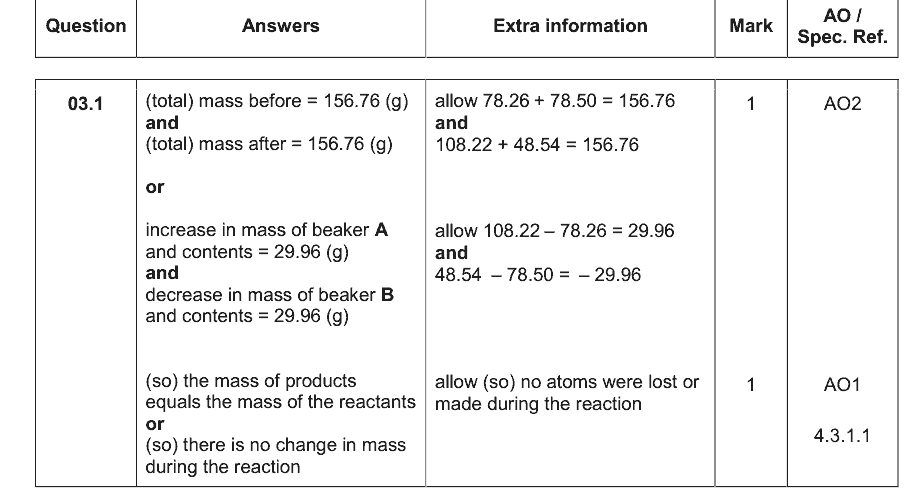 Question Answers Extra information Mark AO /
Spec. Ref.
03.1 (total) mass before = 156.76 (g) allow 78.26 + 78.50 = 156.76 1 AO2
and and
(total) mass after = 156.76 (g) 108.22 + 48.54 = 156.76
or
increase in mass of beaker A allow 108.22 – 78.26 = 29.96
and contents = 29.96 (g) and
and 48.54 – 78.50 = – 29.96
decrease in mass of beaker B
and contents = 29.96 (g)
(so) the mass of products allow (so) no atoms were lost or 1 AO1
equals the mass of the reactants made during the reaction
or 4.3.1.1
(so) there is no change in mass
during the reaction